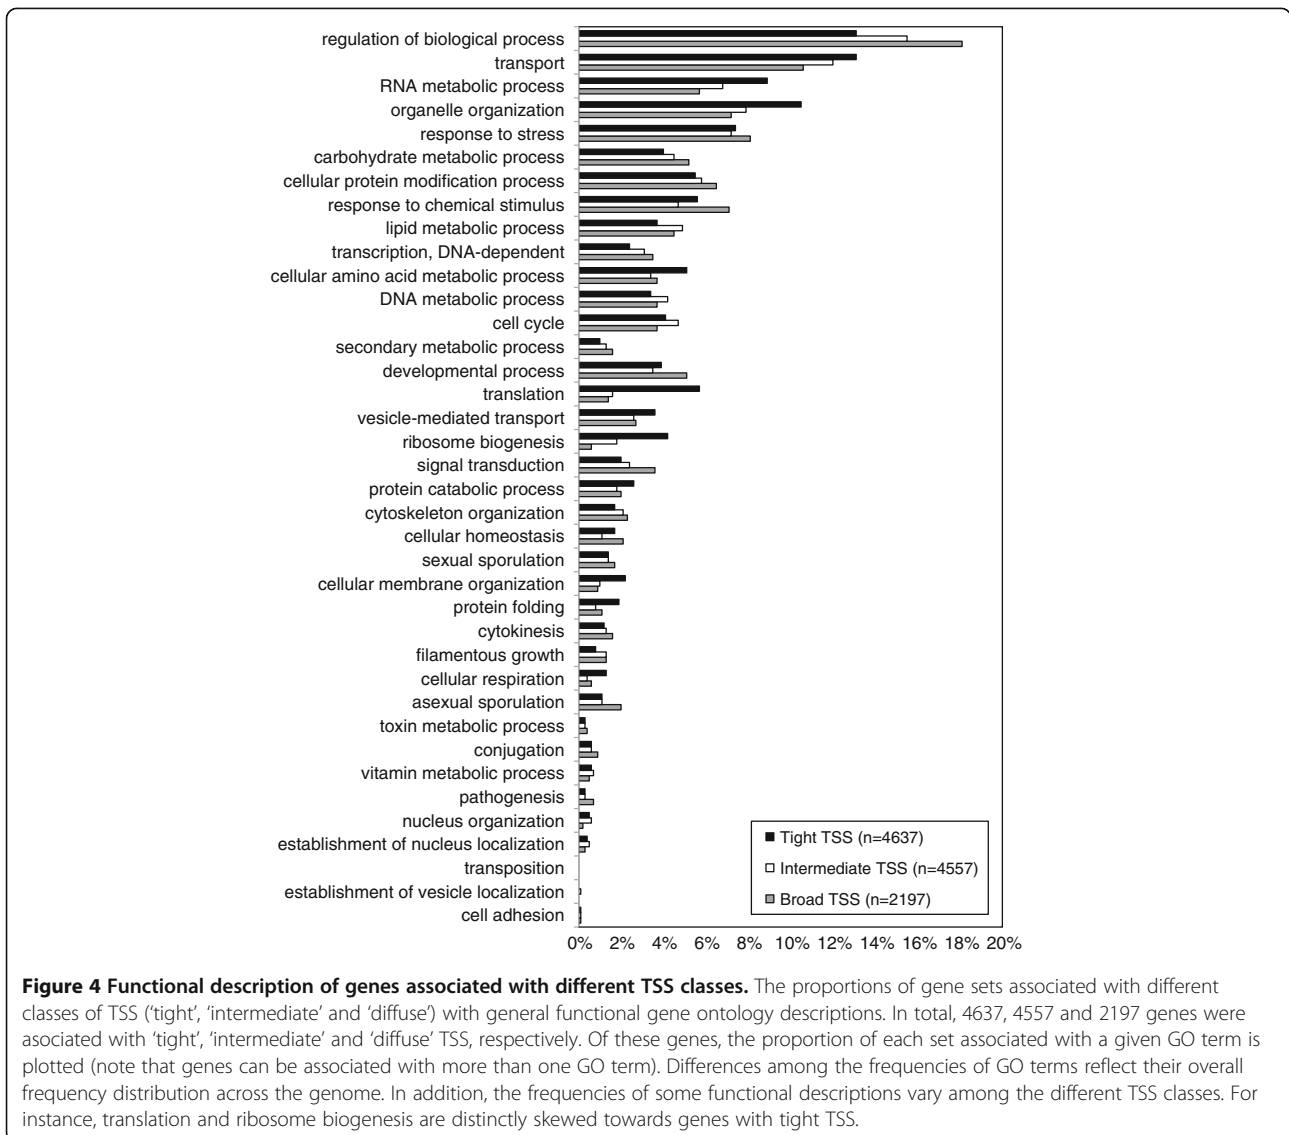 regulation of biological process
transport
RNA metabolic process
organelle organization
response to stress
carbohydrate metabolic process
cellular protein modification process
response to chemical stimulus
lipid metabolic process
transcription, DNA-dependent
cellular amino acid metabolic process
DNA metabolic process
cell cycle
secondary metabolic process
developmental process
translation
vesicle-mediated transport
ribosome biogenesis
signal transduction
protein catabolic process
cytoskeleton organization
cellular homeostasis
sexual sporulation
cellular membrane organization
protein folding
cytokinesis
filamentous growth
cellular respiration
asexual sporulation
toxin metabolic process
conjugation
vitamin metabolic process
pathogenesis
nucleus organization
establishment of nucleus localization
transposition
establishment of vesicle localization
cell adhesion
Tight TSS (n=4637)
Intermediate TSS (n=4557)
Broad TSS (n=2197)
0% 2% 4% 6% 8% 10% 12% 14% 16% 18% 20%
Figure 4 Functional description of genes associated with different TSS classes. The proportions of gene sets associated with different
classes of TSS (‘tight’, ‘intermediate’ and ‘diffuse’) with general functional gene ontology descriptions. In total, 4637, 4557 and 2197 genes were
asociated with ‘tight’, ‘intermediate’ and ‘diffuse’ TSS, respectively. Of these genes, the proportion of each set associated with a given GO term is
plotted (note that genes can be associated with more than one GO term). Differences among the frequencies of GO terms reflect their overall
frequency distribution across the genome. In addition, the frequencies of some functional descriptions vary among the different TSS classes. For
instance, translation and ribosome biogenesis are distinctly skewed towards genes with tight TSS.